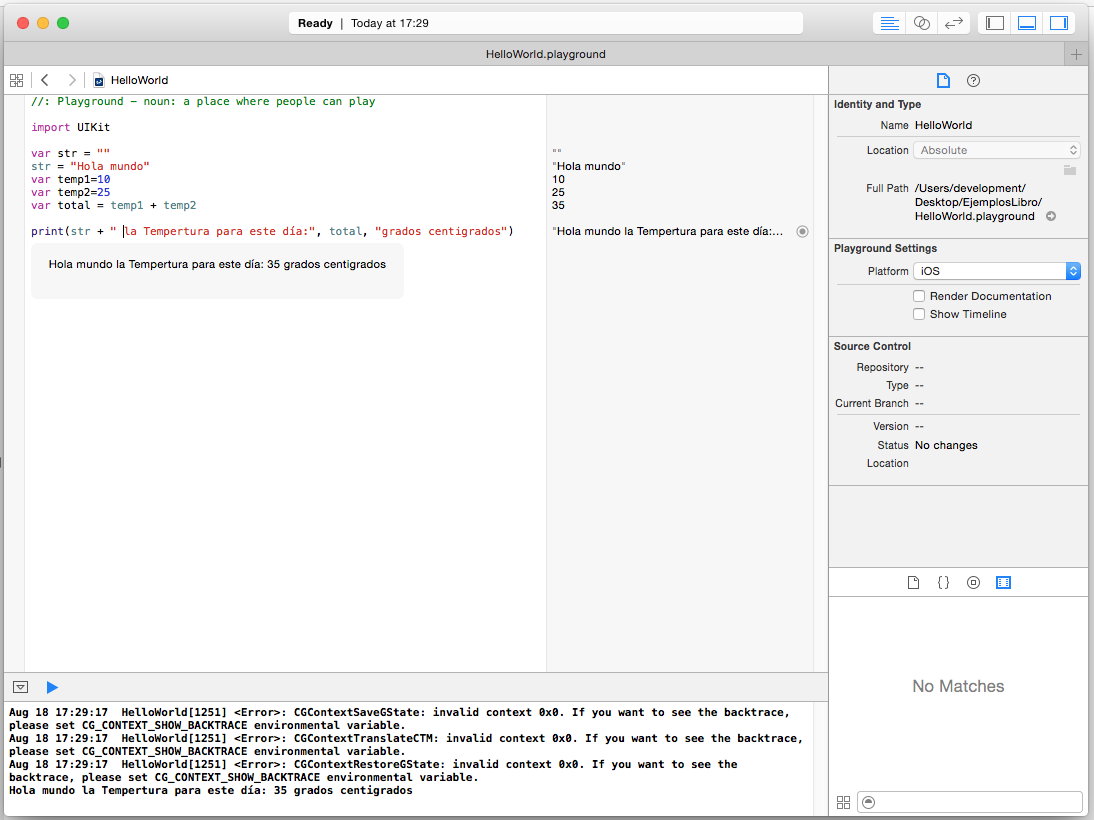 Ready | Today at 17:29
HelloWorld.playground
HelloWorld
//: Playground – noun: a place where people can play
import UIKit
var str = ""
str = "Hola mundo"
var temp1=10
var temp2=25
var total = temp1 + temp2
print(str + " la Tempertura para este día:", total, "grados centigrados")
Hola mundo la Tempertura para este día: 35 grados centigrados
""
"Hola mundo"
10
25
35
"Hola mundo la Tempertura para este día:...
Identity and Type
Name HelloWorld
Location Absolute
Full Path /Users/development/
Desktop/EjemplosLibro/
HelloWorld.playground
Playground Settings
Platform iOS
Render Documentation
Show Timeline
Source Control
Repository --
Type --
Current Branch --
Version --
Status No changes
Location
No Matches
Aug 18 17:29:17 HelloWorld[1251] <Error>: CGContextSaveGState: invalid context 0x0. If you want to see the backtrace,
please set CG_CONTEXT_SHOW_BACKTRACE environmental variable.
Aug 18 17:29:17 HelloWorld[1251] <Error>: CGContextTranslateCTM: invalid context 0x0. If you want to see the backtrace,
please set CG_CONTEXT_SHOW_BACKTRACE environmental variable.
Aug 18 17:29:17 HelloWorld[1251] <Error>: CGContextRestoreGState: invalid context 0x0. If you want to see the
backtrace, please set CG_CONTEXT_SHOW_BACKTRACE environmental variable.
Hola mundo la Tempertura para este día: 35 grados centigrados